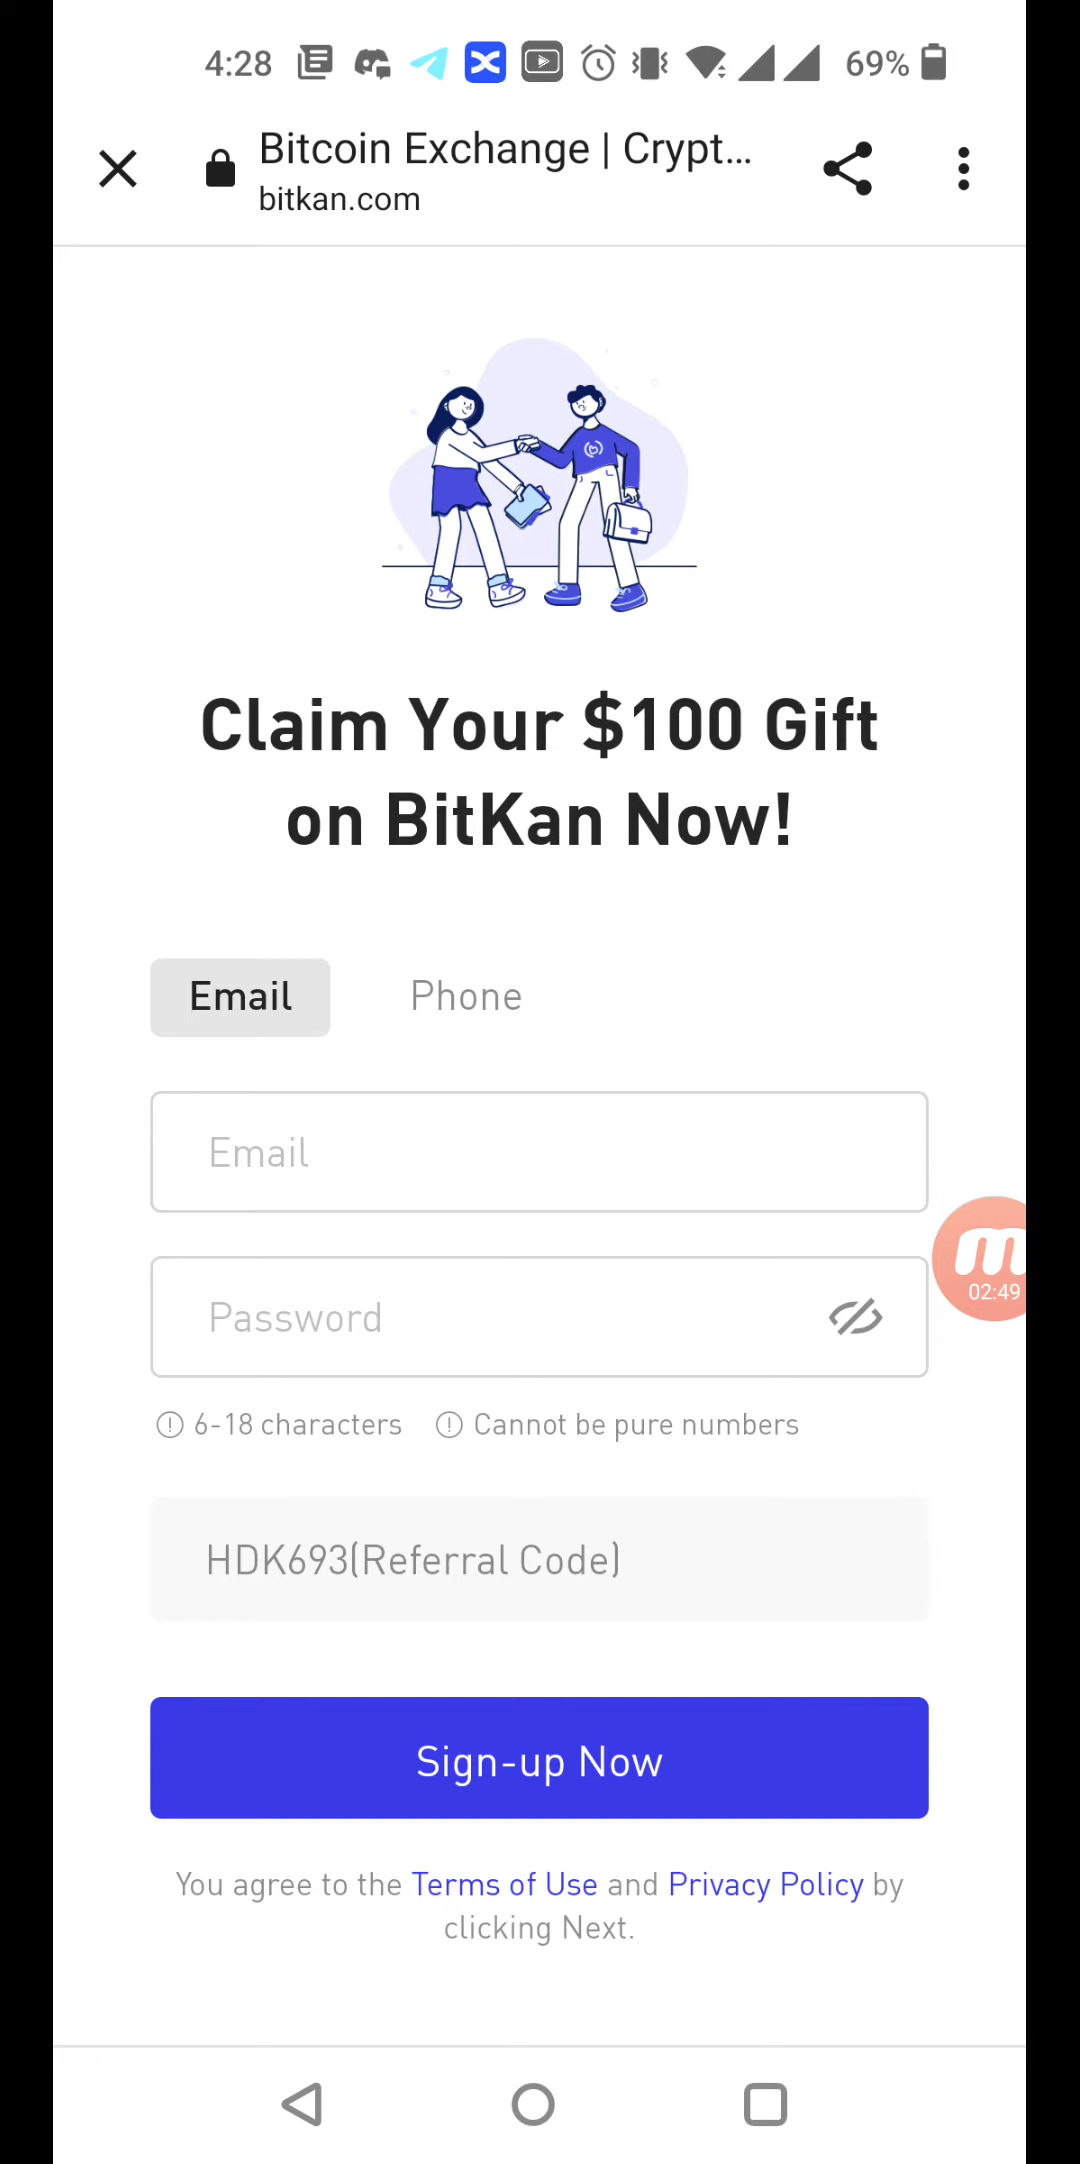 4:28
69%
Bitcoin Exchange | Crypt...
bitkan.com
Claim Your $100 Gift
on BitKan Now!
Email
Phone
Email
Password
02:49
6-18 characters
Cannot be pure numbers
HDK693(Referral Code)
Sign-up Now
You agree to the Terms of Use and Privacy Policy by
clicking Next.